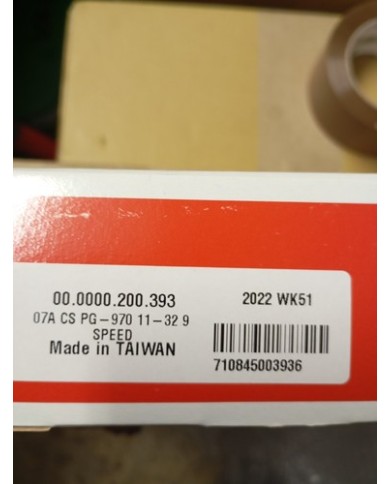 00.0000.200.393
2022 WK51
07A CS PG-970 11-32 9
SPEED
Made in TAIWAN
710845003936